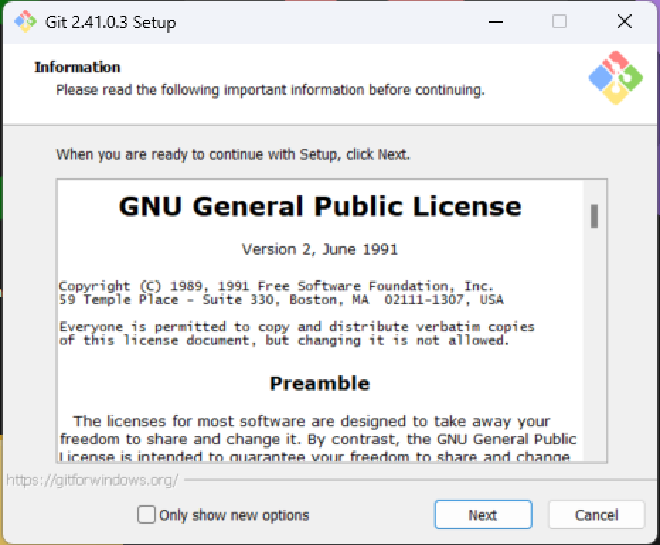 Git 2.41.0.3 Setup
Information
Please read the following important information before continuing.
When you are ready to continue with Setup, click Next.
GNU General Public License
Version 2, June 1991
Copyright (C) 1989, 1991 Free Software Foundation, Inc.
59 Temple Place - Suite 330, Boston, MA  02111-1307, USA
Everyone is permitted to copy and distribute verbatim copies
of this license document, but changing it is not allowed.
Preamble
The licenses for most software are designed to take away your
freedom to share and change it. By contrast, the GNU General Public
License is intended to guarantee your freedom to share and change
https://gitforwindows.org/
Only show new options
Next
Cancel